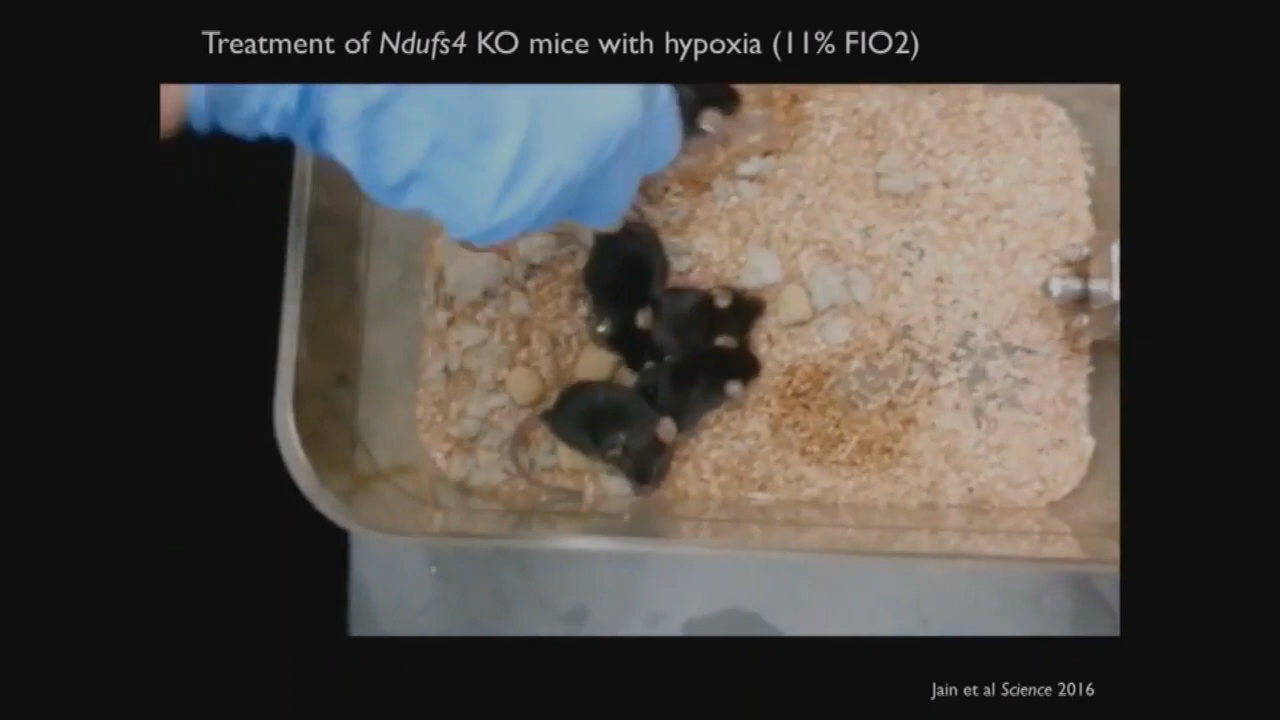 Treatment of Ndufs4 KO mice with hypoxia (11% FIO2)
Jain et al Science 2016